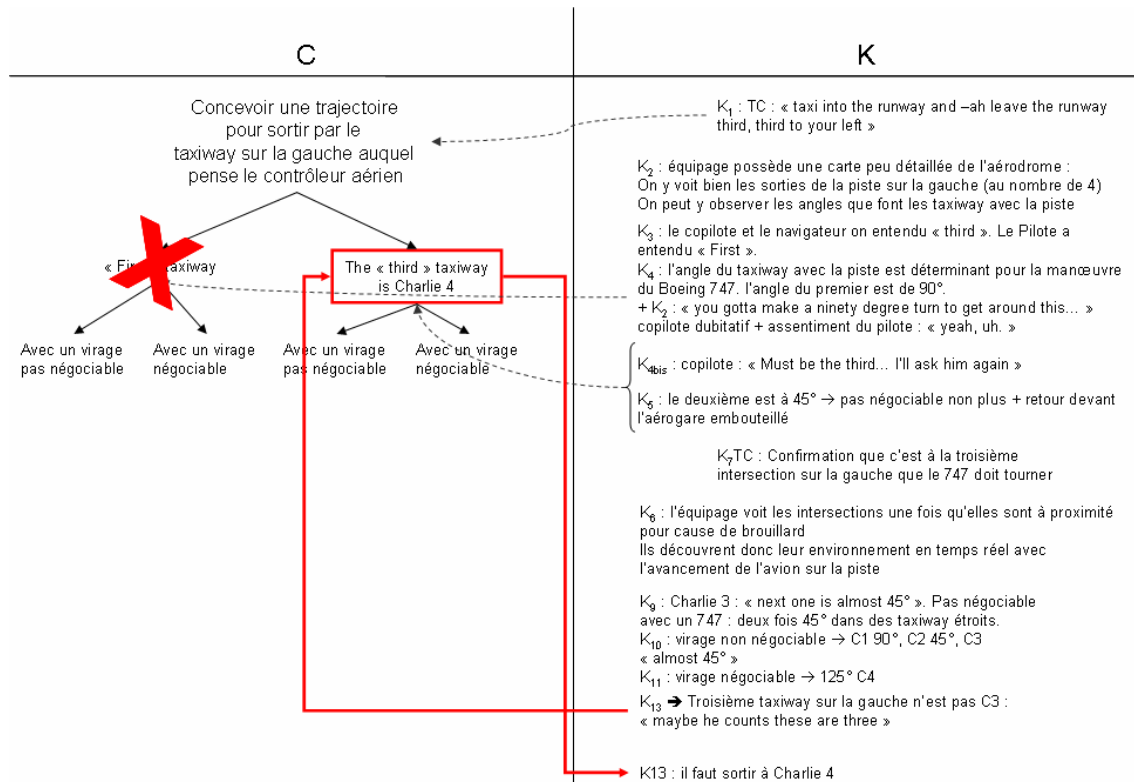 C
K
Concevoir une trajectoire
pour sortir par le
taxiway sur la gauche auquel
pense le contrôleur aérien
« Fir
taxiway
The « third » taxiway
is Charlie 4
Avec un virage
pas négociable
Avec un virage
négociable
Avec un virage
pas négociable
Avec un virage
négociable
K1 : TC : « taxi into the runway and –ah leave the runway
third, third to your left »
K2 : équipage possède une carte peu détaillée de l'aérodrome :
On y voit bien les sorties de la piste sur la gauche (au nombre de 4)
On peut y observer les angles que font les taxiway avec la piste
K3 : le copilote et le navigateur on entendu « third ». Le Pilote a
entendu « First ».
K4 : l'angle du taxiway avec la piste est déterminant pour la manœuvre
du Boeing 747. l'angle du premier est de 90°.
+ K2 : « you gotta make a ninety degree turn to get around this... »
copilote dubitatif + assentiment du pilote : « yeah, uh. »
K4bis : copilote : « Must be the third... I'll ask him again »
K5 : le deuxième est à 45° → pas négociable non plus + retour devant
l'aérogare embouteillé
K7TC : Confirmation que c'est à la troisième
intersection sur la gauche que le 747 doit tourner
K6 : l'équipage voit les intersections une fois qu'elles sont à proximité
pour cause de brouillard
Ils découvrent donc leur environnement en temps réel avec
l'avancement de l'avion sur la piste
K9 : Charlie 3 : « next one is almost 45° ». Pas négociable
avec un 747 : deux fois 45° dans des taxiway étroits.
K10 : virage non négociable → C1 90°, C2 45°, C3
« almost 45° »
K11 : virage négociable → 125° C4
K13 ➔ Troisième taxiway sur la gauche n'est pas C3 :
« maybe he counts these are three »
K13 : il faut sortir à Charlie 4